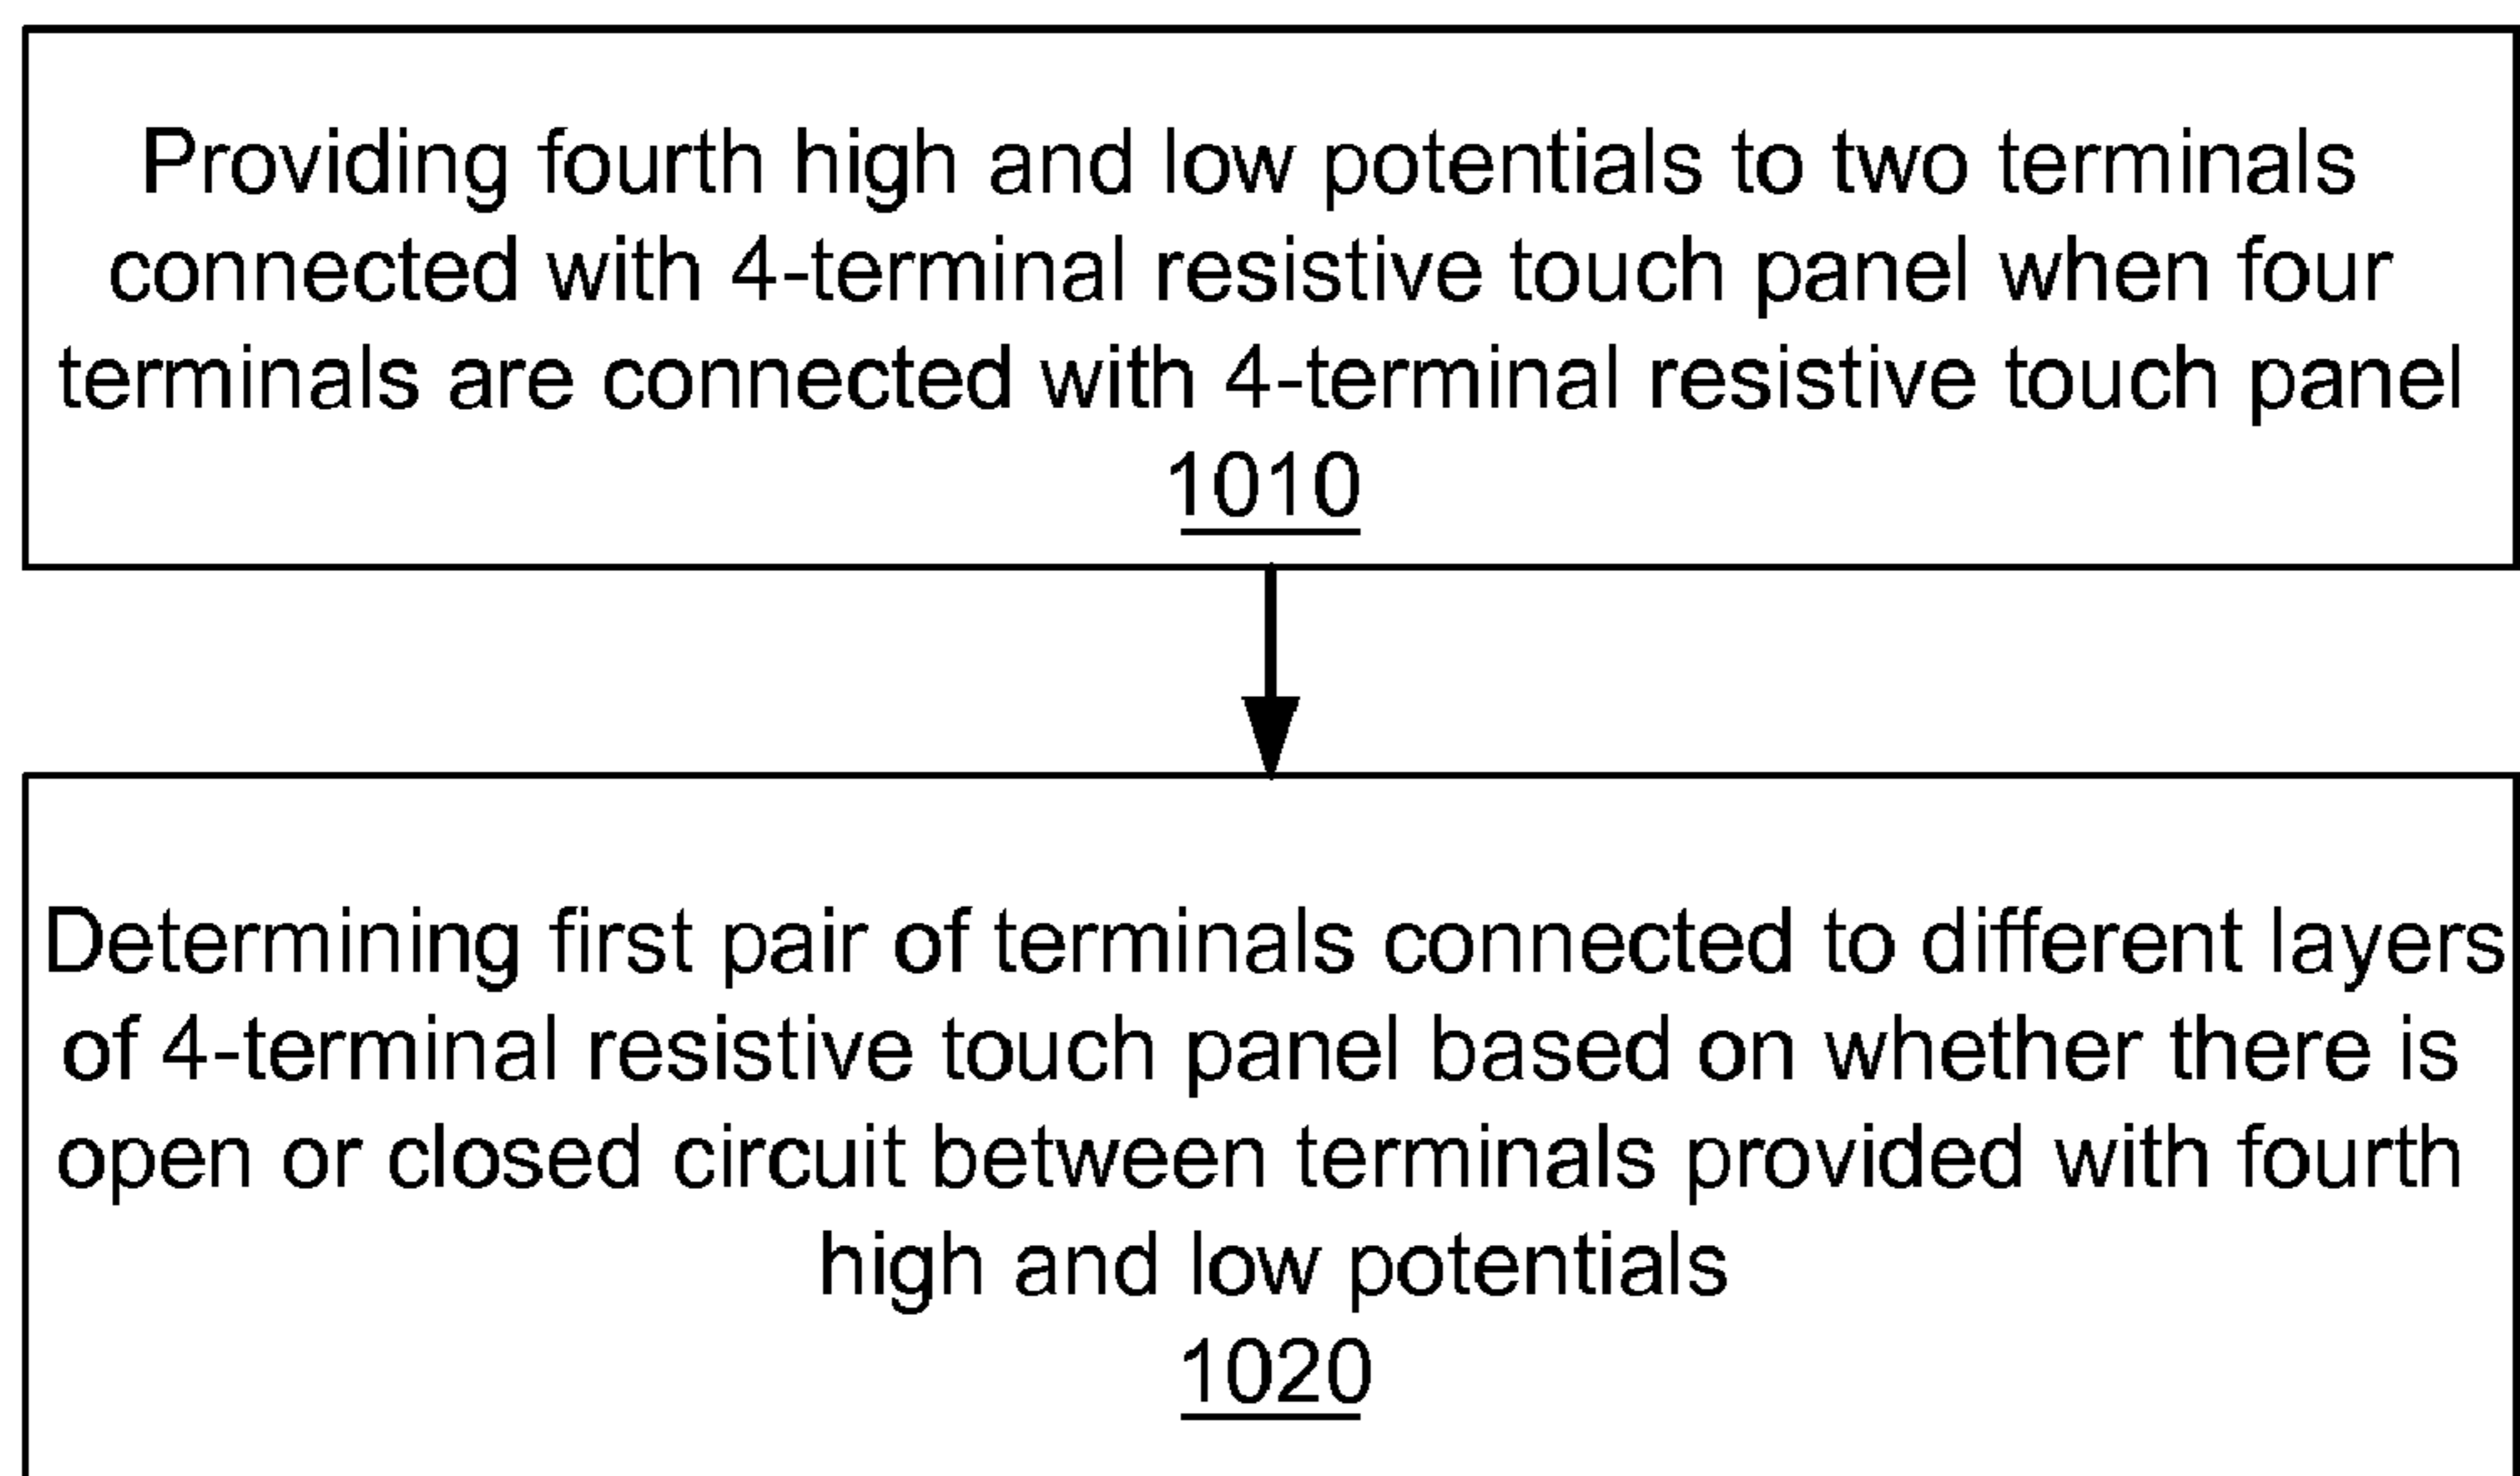 Providing fourth high and low potentials to two terminals
connected with 4-terminal resistive touch panel when four
terminals are connected with 4-terminal resistive touch panel
1010
Determining first pair of terminals connected to different layers
of 4-terminal resistive touch panel based on whether there is
open or closed circuit between terminals provided with fourth
high and low potentials
1020